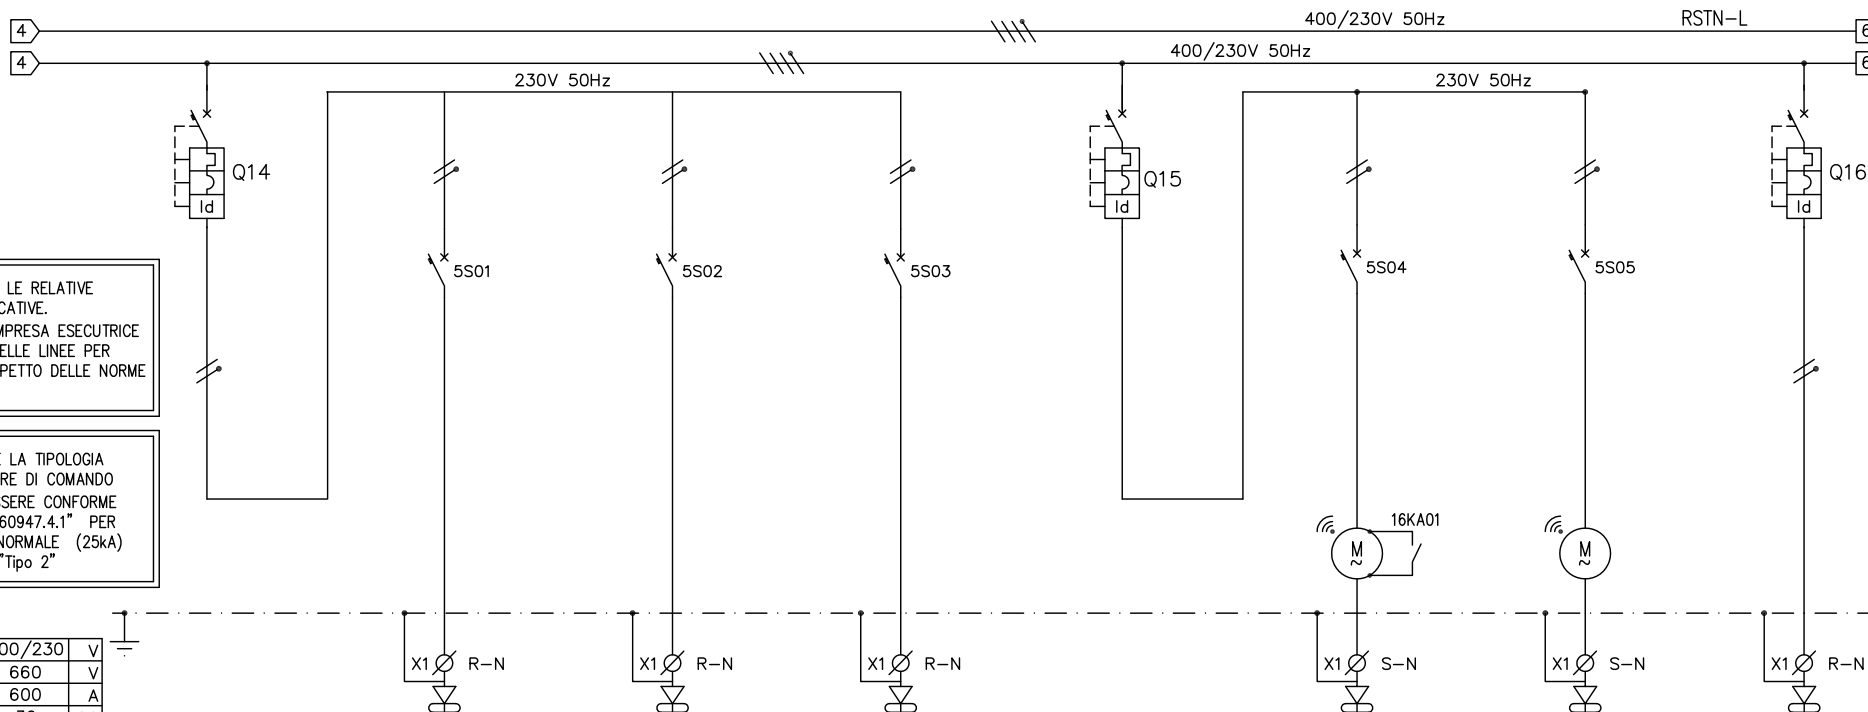 4
400/230V 50Hz
RSTN-L
6
4
400/230V 50Hz
6
230V 50Hz
230V 50Hz
Q14
Id
Q15
Id
Q16
Id
5S01
5S02
5S03
5S04
5S05
LE RELATIVE
CATIVE.
MPRESA ESECUTRICE
ELLE LINEE PER
PETTO DELLE NORME
LA TIPOLOGIA
RE DI COMANDO
SSERE CONFORME
60947.4.1" PER
NORMALE (25kA)
"Tipo 2"
16KA01
M
~
M
~
00/230 V
660 V
600 A
X1 R-N
X1 R-N
X1 R-N
X1 S-N
X1 S-N
X1 R-N